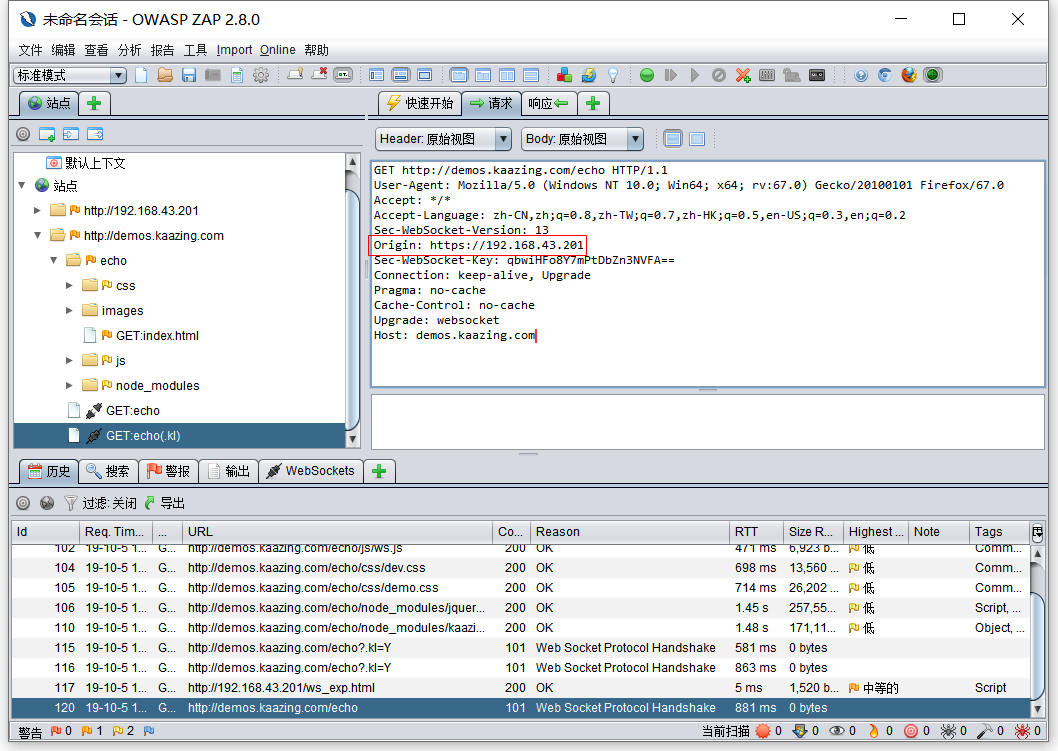 未命名会话 - OWASP ZAP 2.8.0
文件 编辑 查看 分析 报告 工具 Import Online 帮助
标准模式
站点
快速开始 请求 响应
Header: 原始视图 Body: 原始视图
默认上下文
站点
http://192.168.43.201
http://demos.kaazing.com
echo
css
images
GET:index.html
js
node_modules
GET:echo
GET:echo(.kl)
GET http://demos.kaazing.com/echo HTTP/1.1
User-Agent: Mozilla/5.0 (Windows NT 10.0; Win64; x64; rv:67.0) Gecko/20100101 Firefox/67.0
Accept: */*
Accept-Language: zh-CN,zh;q=0.8,zh-TW;q=0.7,zh-HK;q=0.5,en-US;q=0.3,en;q=0.2
Sec-WebSocket-Version: 13
Origin: https://192.168.43.201
Sec-WebSocket-Key: qbwiHFo8Y7mPtDbZn3NVFA==
Connection: keep-alive, Upgrade
Pragma: no-cache
Cache-Control: no-cache
Upgrade: websocket
Host: demos.kaazing.com
历史 搜索 警报 输出 WebSockets
过滤: 关闭 导出
Id Req. Tim... ... URL Co... Reason RTT Size R... Highest ... Note Tags
102 19-10-5 1... G... http://demos.kaazing.com/echo/js/ws.js 200 OK 471 ms 6,923 b... 低 Comm...
104 19-10-5 1... G... http://demos.kaazing.com/echo/css/dev.css 200 OK 698 ms 13,560 ... 低 Comm...
105 19-10-5 1... G... http://demos.kaazing.com/echo/css/demo.css 200 OK 714 ms 26,202 ... 低 Comm...
106 19-10-5 1... G... http://demos.kaazing.com/echo/node_modules/jquer... 200 OK 1.45 s 257,55... 低 Script, ...
110 19-10-5 1... G... http://demos.kaazing.com/echo/node_modules/kaazi... 200 OK 1.48 s 171,11... 低 Object, ...
115 19-10-5 1... G... http://demos.kaazing.com/echo?.kl=Y 101 Web Socket Protocol Handshake 581 ms 0 bytes
116 19-10-5 1... G... http://demos.kaazing.com/echo?.kl=Y 101 Web Socket Protocol Handshake 863 ms 0 bytes
117 19-10-5 1... G... http://192.168.43.201/ws_exp.html 200 OK 5 ms 1,520 b... 中等的 Script
120 19-10-5 1... G... http://demos.kaazing.com/echo 101 Web Socket Protocol Handshake 881 ms 0 bytes
警告 0 1 2 当前扫描 0 0 0 0 0 0 0 0